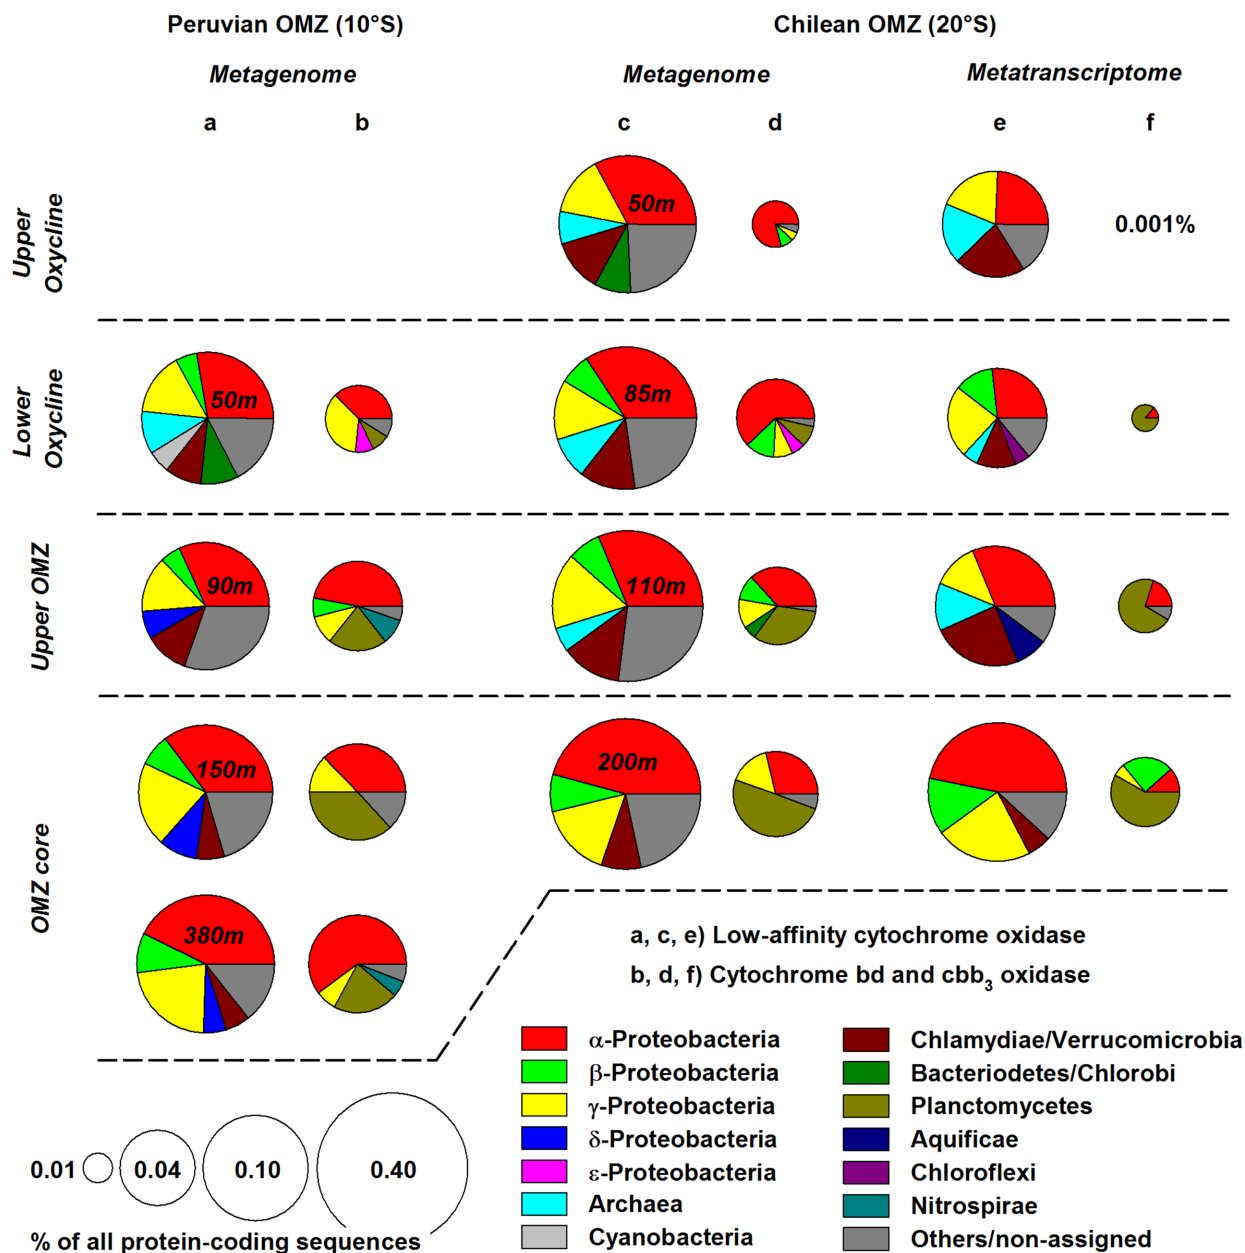 Peruvian OMZ (10°S) Chilean OMZ (20°S)
Metagenome Metagenome Metatranscriptome
a b c d e f
Upper
Oxycline
50m
0.001%
Lower
Oxycline
50m 85m
Upper OMZ
90m 110m
OMZ core
150m 200m
380m
a, c, e) Low-affinity cytochrome oxidase
b, d, f) Cytochrome bd and cbb₃ oxidase
α-Proteobacteria Chlamydiae/Verrucomicrobia
β-Proteobacteria Bacteriodetes/Chlorobi
γ-Proteobacteria Planctomycetes
δ-Proteobacteria Aquificae
ε-Proteobacteria Chloroflexi
Archaea Nitrospirae
Cyanobacteria Others/non-assigned
0.01 0.04 0.10 0.40
% of all protein-coding sequences